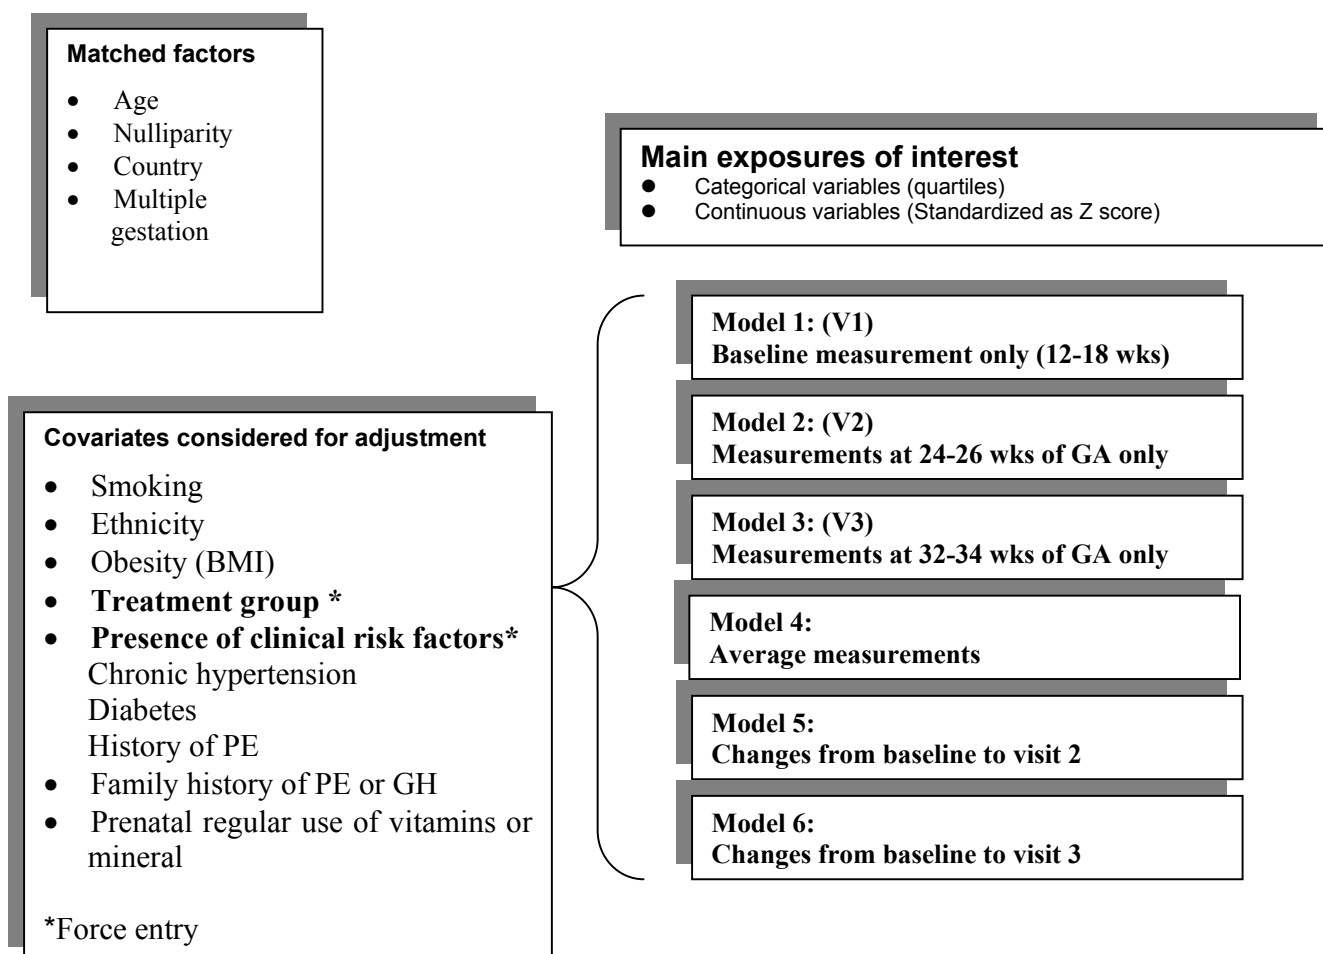 Matched factors
• Age
• Nulliparity
• Country
• Multiple
gestation
Main exposures of interest
● Categorical variables (quartiles)
● Continuous variables (Standardized as Z score)
Covariates considered for adjustment
• Smoking
• Ethnicity
• Obesity (BMI)
• Treatment group *
• Presence of clinical risk factors*
Chronic hypertension
Diabetes
History of PE
• Family history of PE or GH
• Prenatal regular use of vitamins or
mineral
*Force entry
Model 1: (V1)
Baseline measurement only (12-18 wks)
Model 2: (V2)
Measurements at 24-26 wks of GA only
Model 3: (V3)
Measurements at 32-34 wks of GA only
Model 4:
Average measurements
Model 5:
Changes from baseline to visit 2
Model 6:
Changes from baseline to visit 3